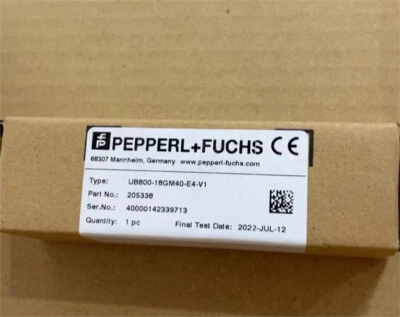 PEPPERL+FUCHS CE
68307 Mannheim, Germany www.pepperl-fuchs.com
Type: UB800-18GM40-E4-V1
Part No.: 205338
Ser.No.: 40000142339713
Quantity: 1 pc Final Test Date: 2022-JUL-12